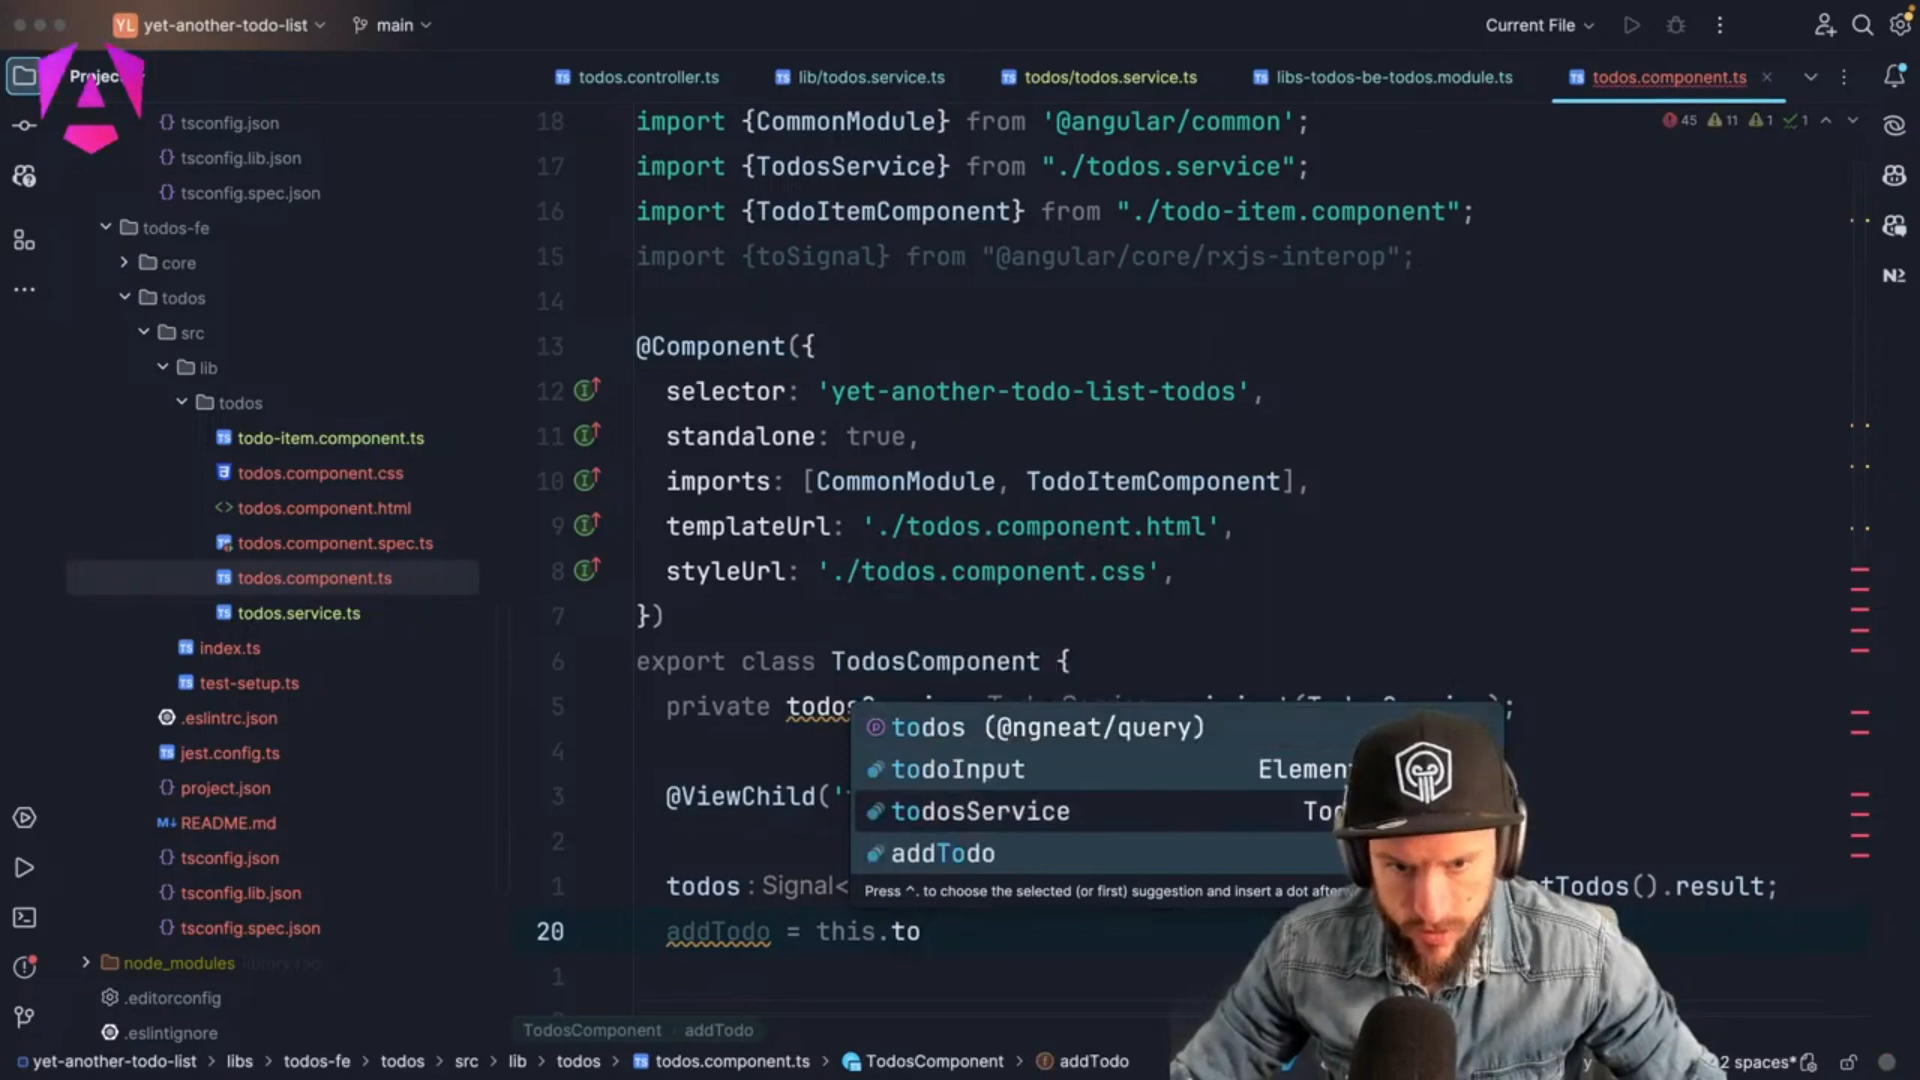 YL yet-another-todo-list main Current File
Project
todos.controller.ts lib/todos.service.ts todos/todos.service.ts libs-todos-be-todos.module.ts todos.component.ts
45 11 1 1
tsconfig.json
tsconfig.lib.json
tsconfig.spec.json
todos-fe
core
todos
src
lib
todos
todo-item.component.ts
todos.component.css
todos.component.html
todos.component.spec.ts
todos.component.ts
todos.service.ts
index.ts
test-setup.ts
.eslintrc.json
jest.config.ts
project.json
README.md
tsconfig.json
tsconfig.lib.json
tsconfig.spec.json
node_modules library root
.editorconfig
.eslintignore
18 import {CommonModule} from '@angular/common';
17 import {TodosService} from "./todos.service";
16 import {TodoItemComponent} from "./todo-item.component";
15 import {toSignal} from "@angular/core/rxjs-interop";
14
13 @Component({
12 selector: 'yet-another-todo-list-todos',
11 standalone: true,
10 imports: [CommonModule, TodoItemComponent],
9 templateUrl: './todos.component.html',
8 styleUrl: './todos.component.css',
7 })
6 export class TodosComponent {
5 private todos
4
3 @ViewChild('
2
1 todos : Signal< tTodos().result;
20 addTodo = this.to
1
todos (@ngneat/query)
todoInput Element
todosService Tod
addTodo
Press ^. to choose the selected (or first) suggestion and insert a dot after
TodosComponent addTodo
yet-another-todo-list > libs > todos-fe > todos > src > lib > todos > todos.component.ts > TodosComponent > addTodo
2 spaces*